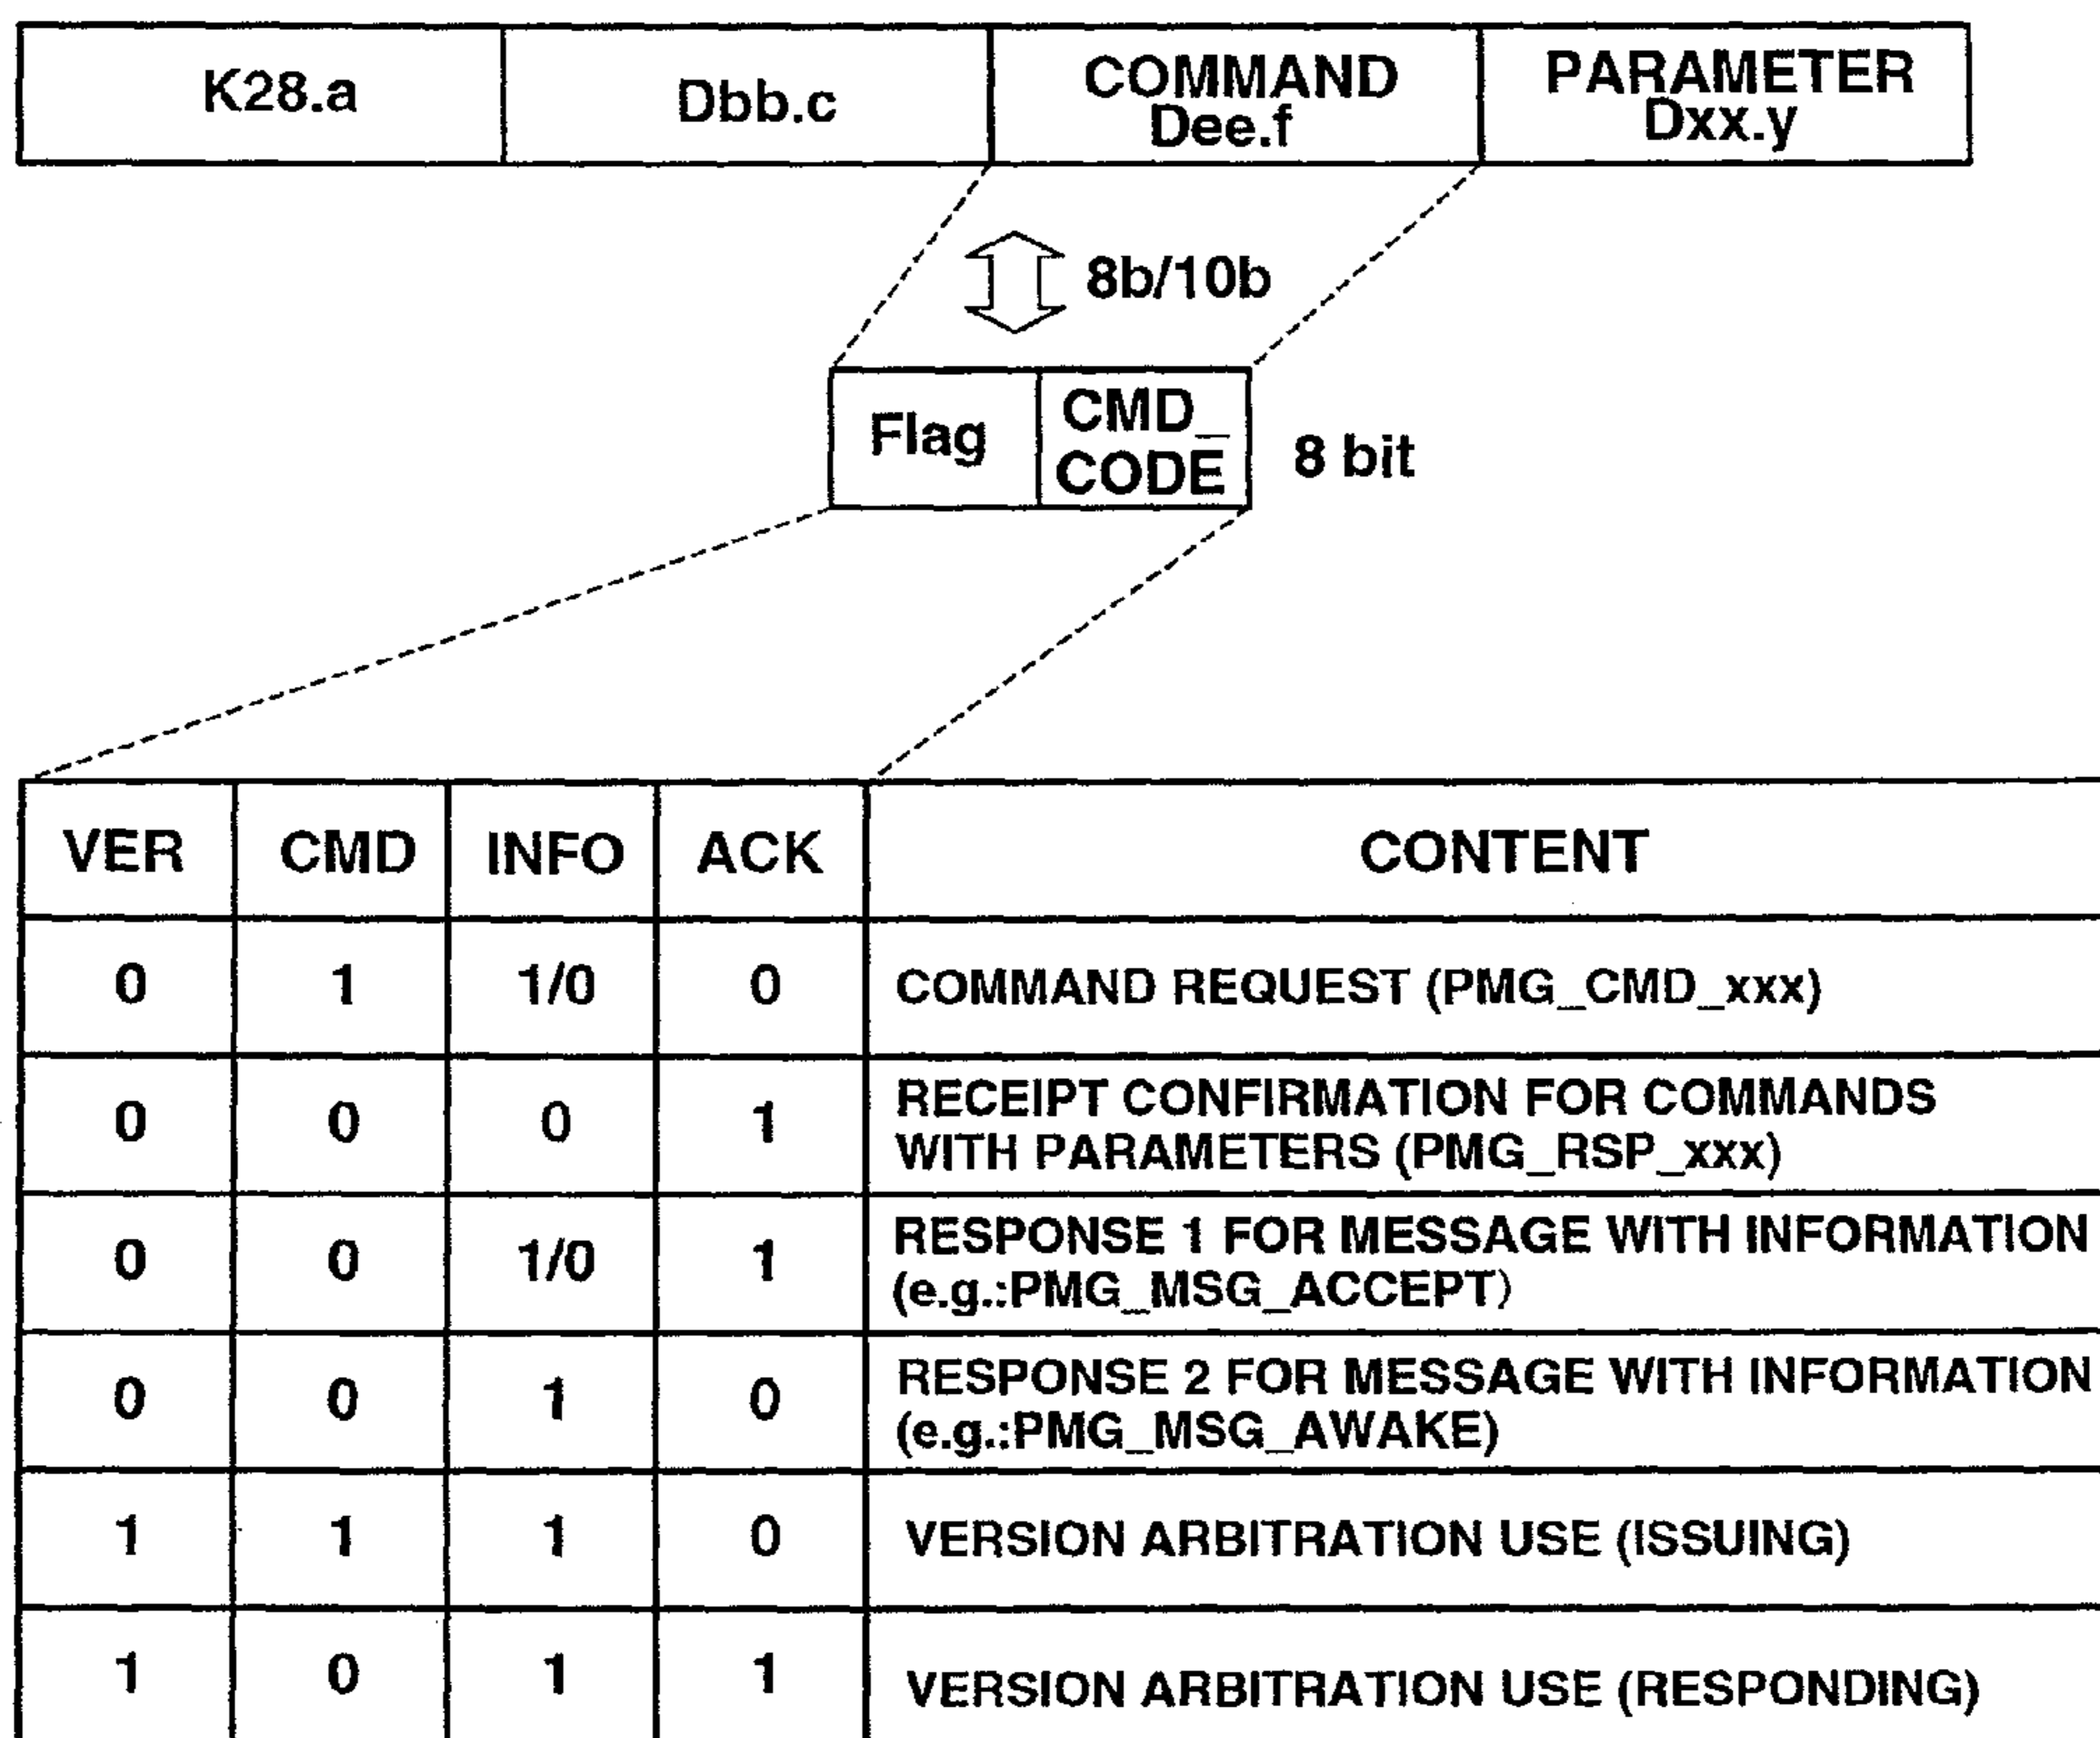 K28.a
Dbb.c
COMMAND
Dee.f
PARAMETER
Dxx.y
8b/10b
Flag
CMD_
CODE
8 bit
VER CMD INFO ACK CONTENT
0 1 1/0 0 COMMAND REQUEST (PMG_CMD_xxx)
0 0 0 1 RECEIPT CONFIRMATION FOR COMMANDS
WITH PARAMETERS (PMG_RSP_xxx)
0 0 1/0 1 RESPONSE 1 FOR MESSAGE WITH INFORMATION
(e.g.:PMG_MSG_ACCEPT)
0 0 1 0 RESPONSE 2 FOR MESSAGE WITH INFORMATION
(e.g.:PMG_MSG_AWAKE)
1 1 1 0 VERSION ARBITRATION USE (ISSUING)
1 0 1 1 VERSION ARBITRATION USE (RESPONDING)